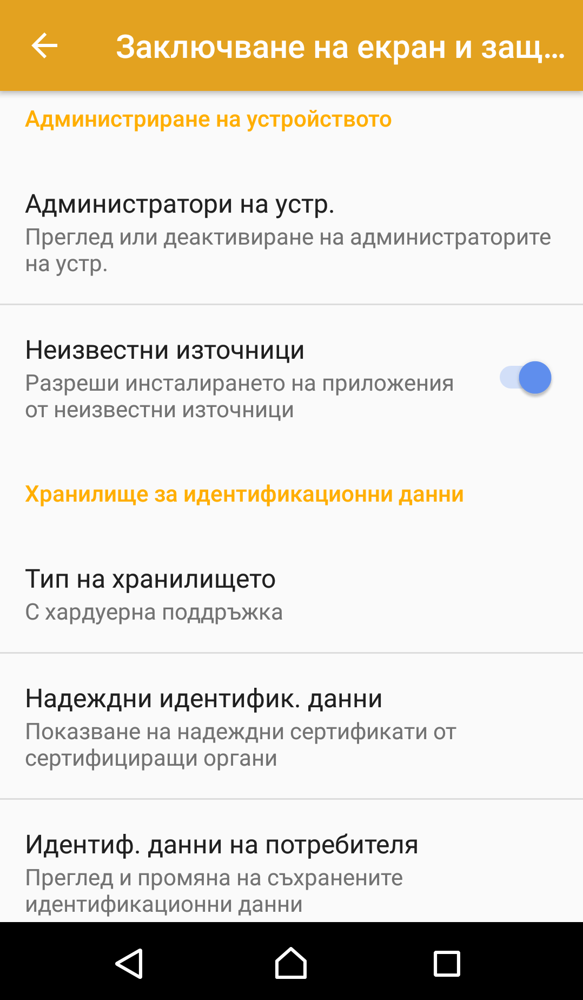 Заключване на екран и защ...
Администриране на устройството
Администратори на устр.
Преглед или деактивиране на администраторите
на устр.
Неизвестни източници
Разреши инсталирането на приложения
от неизвестни източници
Хранилище за идентификационни данни
Тип на хранилището
С хардуерна поддръжка
Надеждни идентифик. данни
Показване на надеждни сертификати от
сертифициращи органи
Идентиф. данни на потребителя
Преглед и промяна на съхранените
идентификационни данни